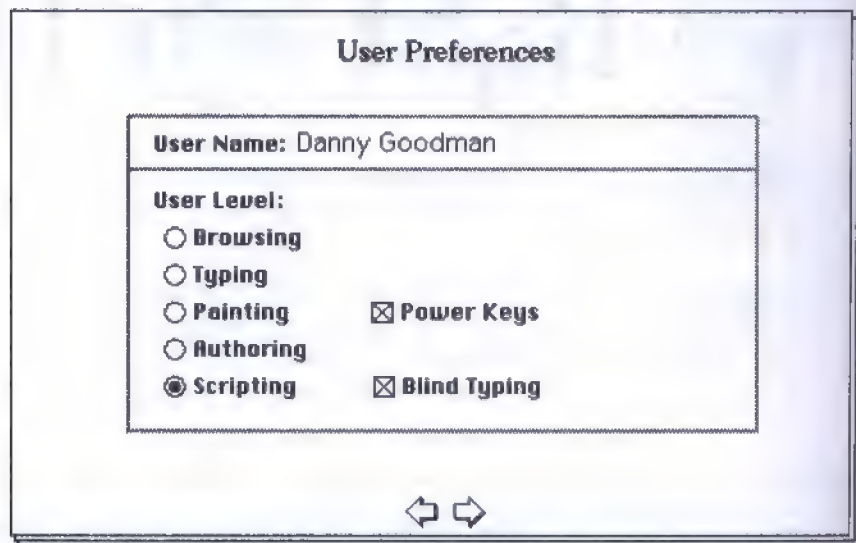 User Preferences
User Name: Danny Goodman
User Level:
Browsing
Typing
Painting Power Keys
Authoring
Scripting Blind Typing